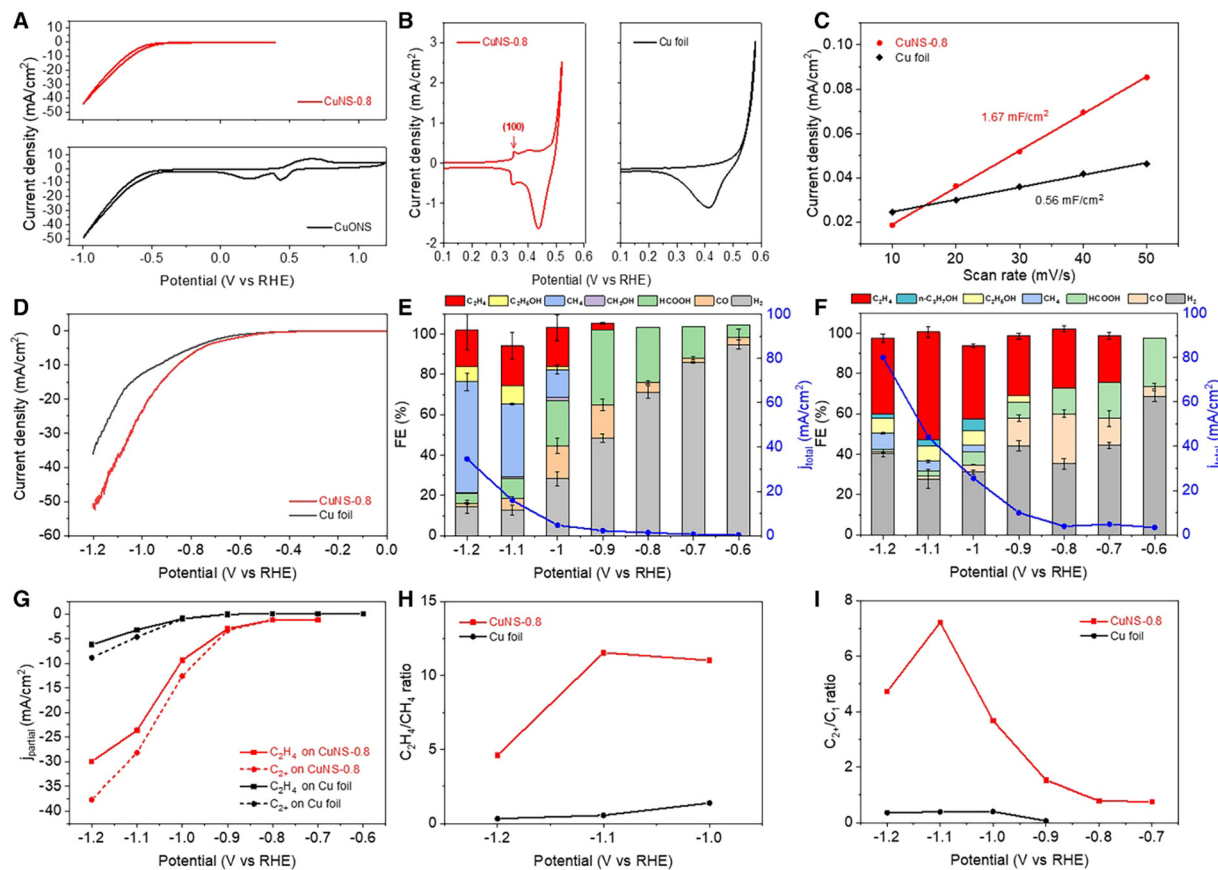 A
Current density (mA/cm²)
10
0
-10
-20
-30
-40
-50
CuNS-0.8
10
0
-10
-20
-30
-40
-50
CuONS
-1.0
-0.5
0.0
0.5
1.0
Potential (V vs RHE)
B
Current density (mA/cm²)
3
2
1
0
-1
-2
CuNS-0.8
(100)
0.1 0.2 0.3 0.4 0.5 0.6
Cu foil
0.1 0.2 0.3 0.4 0.5 0.6
Potential (V vs RHE)
C
Current density (mA/cm²)
0.10
0.08
0.06
0.04
0.02
CuNS-0.8
Cu foil
1.67 mF/cm²
0.56 mF/cm²
10 20 30 40 50
Scan rate (mV/s)
D
Current density (mA/cm²)
0
-10
-20
-30
-40
-50
-60
CuNS-0.8
Cu foil
-1.2 -1.0 -0.8 -0.6 -0.4 -0.2 0.0
Potential (V vs RHE)
E
C₂H₄ C₂H₅OH CH₄ CH₃OH HCOOH CO H₂
FE (%)
100
80
60
40
20
0
100
80
60
40
20
0
j_total (mA/cm²)
-1.2 -1.1 -1 -0.9 -0.8 -0.7 -0.6
Potential (V vs RHE)
F
C₂H₄ n-C₃H₇OH C₂H₅OH CH₄ HCOOH CO H₂
FE (%)
100
80
60
40
20
0
100
80
60
40
20
0
j_total (mA/cm²)
-1.2 -1.1 -1 -0.9 -0.8 -0.7 -0.6
Potential (V vs RHE)
G
j_partial (mA/cm²)
0
-5
-10
-15
-20
-25
-30
-35
-40
C₂H₄ on CuNS-0.8
C₂₊ on CuNS-0.8
C₂H₄ on Cu foil
C₂₊ on Cu foil
-1.2 -1.1 -1.0 -0.9 -0.8 -0.7 -0.6
Potential (V vs RHE)
H
C₂H₄/CH₄ ratio
15
10
5
0
CuNS-0.8
Cu foil
-1.2 -1.1 -1.0
Potential (V vs RHE)
I
C₂₊/C₁ ratio
8
6
4
2
0
CuNS-0.8
Cu foil
-1.2 -1.1 -1.0 -0.9 -0.8 -0.7
Potential (V vs RHE)